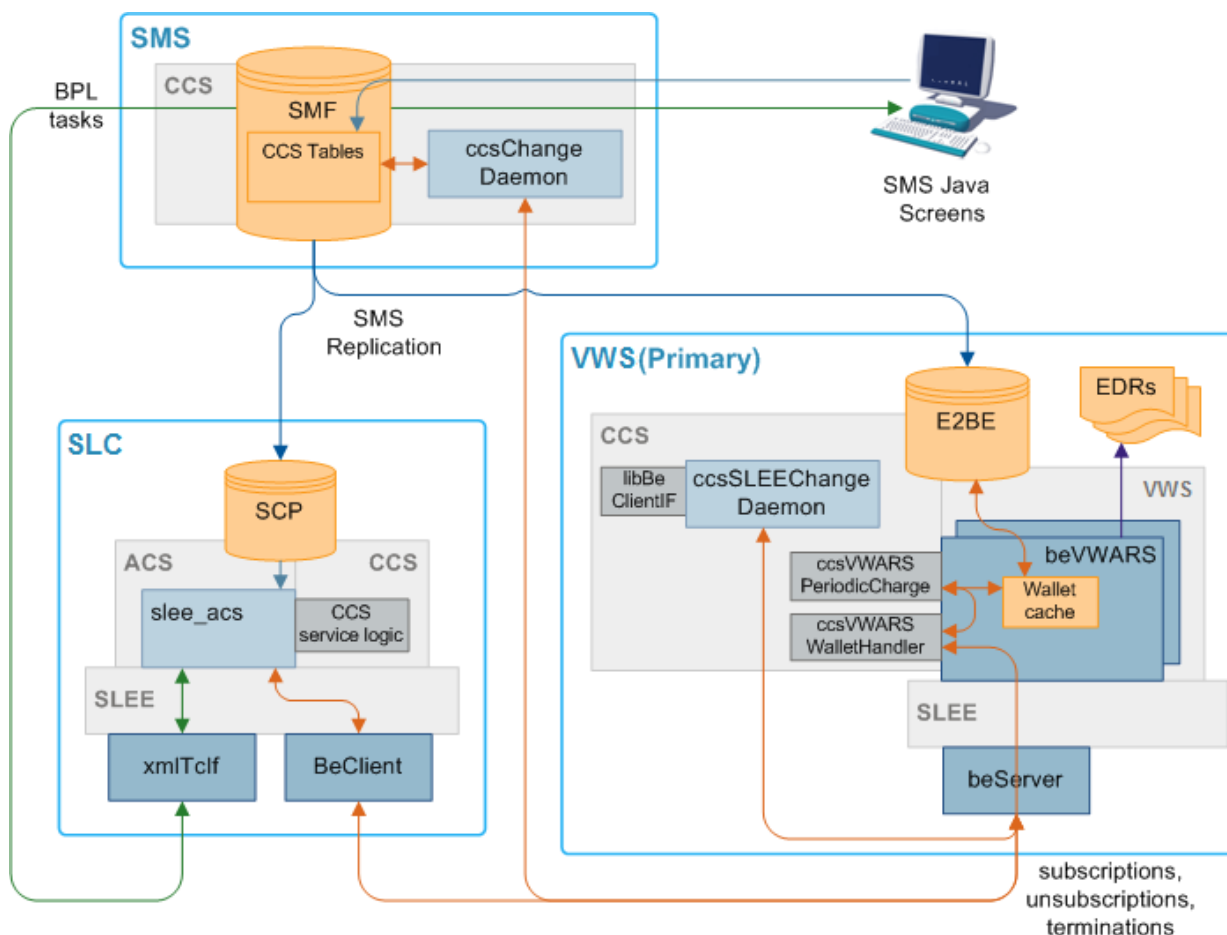 SMS
BPL
tasks
CCS
SMF
CCS Tables
ccsChange
Daemon
SMS Java
Screens
SMS
Replication
SLC
SCP
ACS
CCS
slee_acs
CCS
service logic
SLEE
xmlTcIf
BeClient
VWS(Primary)
E2BE
EDRs
CCS
libBe
ClientIF
ccsSLEEChange
Daemon
VWS
beVWARS
ccsVWARS
PeriodicCharge
Wallet
cache
ccsVWARS
WalletHandler
SLEE
beServer
subscriptions,
unsubscriptions,
terminations